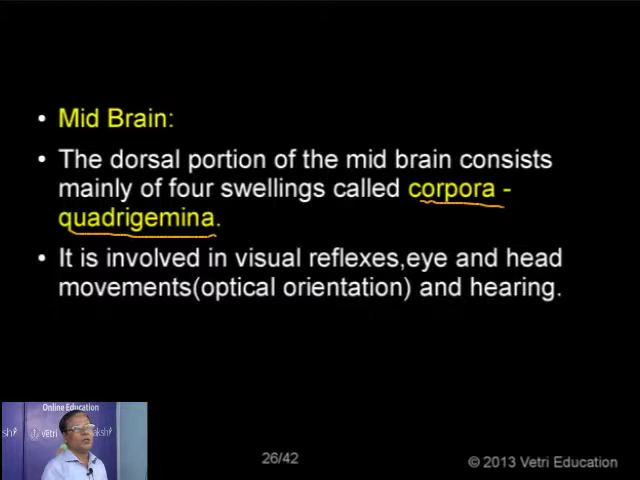 • Mid Brain:
• The dorsal portion of the mid brain consists
mainly of four swellings called corpora -
quadrigemina.
• It is involved in visual reflexes,eye and head
movements(optical orientation) and hearing.
Online Education
vetri
26/42
© 2013 Vetri Education